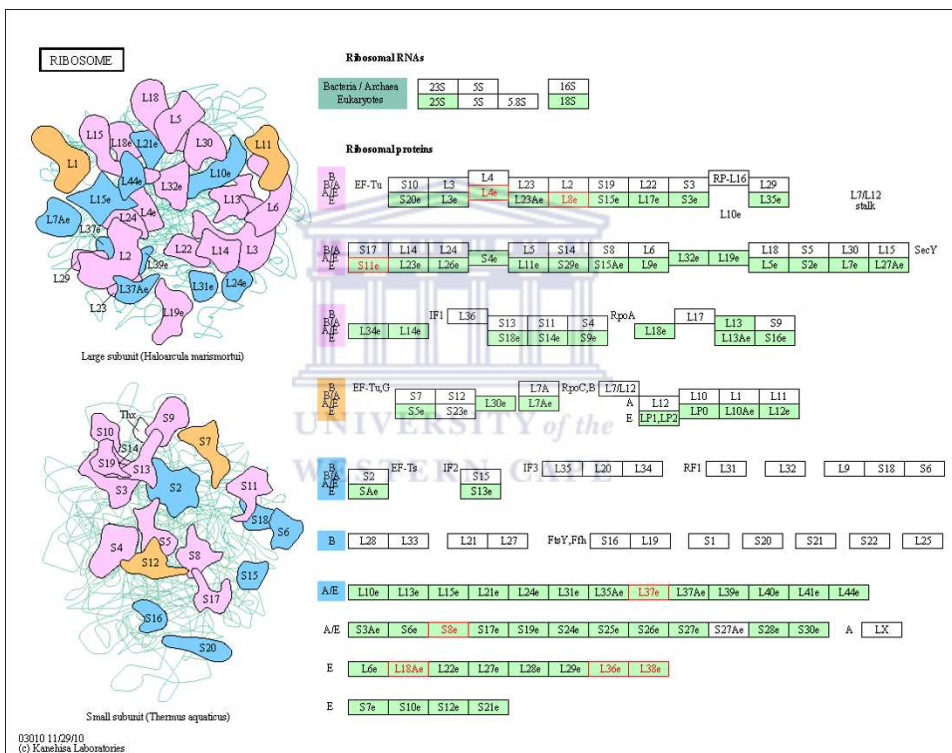 RIBOSOME
L18
L5
L15
L18e
L21e
L30
L11
L1
L44e
L10e
L32e
L15e
L13
L6
L7Ae
L24
L4e
L37e
L2
L22
L14
L3
L29
L39e
L37Ae
L31e
L24e
L23
L19e
Large subunit (Haloarcula marismortui)
Thx
S9
S10
S14
S7
S19
S13
S3
S2
S11
S18
S6
S4
S5
S8
S12
S15
S17
S16
S20
Small subunit (Thermus aquaticus)
03010 11/29/10
(c) Kanehisa Laboratories
Ribosomal RNAs
Bacteria / Archaea 23S 5S 16S
Eukaryotes 25S 5S 5.8S 18S
Ribosomal proteins
B
B/A
A/E
E
EF-Tu S10 L3 L4 L23 L2 S19 L22 S3 RP-L16 L29
S20e L3e L4e L23Ae L8e S15e L17e S3e L10e L35e
L7/L12
stalk
B/A
A/E
E
S17 L14 L24 S4e L5 S14 S8 L6 L32e L19e L18 S5 L30 L15 SecY
S11e L23e L26e L11e S29e S15Ae L9e L5e S2e L7e L27Ae
B
B/A
A/E
E
IF1 L36 S13 S11 S4 RpoA L17 L13 S9
L34e L14e S18e S14e S9e L18e L13Ae S16e
B
B/A
A/E
E
EF-Tu,G S7 S12 L7A RpoC,B L7/L12 L10 L1 L11
A L12
S5e S23e L30e L7Ae E LP1,LP2 LP0 L10Ae L12e
UNIVERSITY of the
WESTERN CAPE
B
B/A
A/E
E
S2 EF-Ts IF2 S15 IF3 L35 L20 L34 RF1 L31 L32 L9 S18 S6
SAe S13e
B L28 L33 L21 L27 FtsY,Ffh S16 L19 S1 S20 S21 S22 L25
A/E L10e L13e L15e L21e L24e L31e L35Ae L37e L37Ae L39e L40e L41e L44e
A/E S3Ae S6e S8e S17e S19e S24e S25e S26e S27e S27Ae S28e S30e A LX
E L6e L18Ae L22e L27e L28e L29e L36e L38e
E S7e S10e S12e S21e